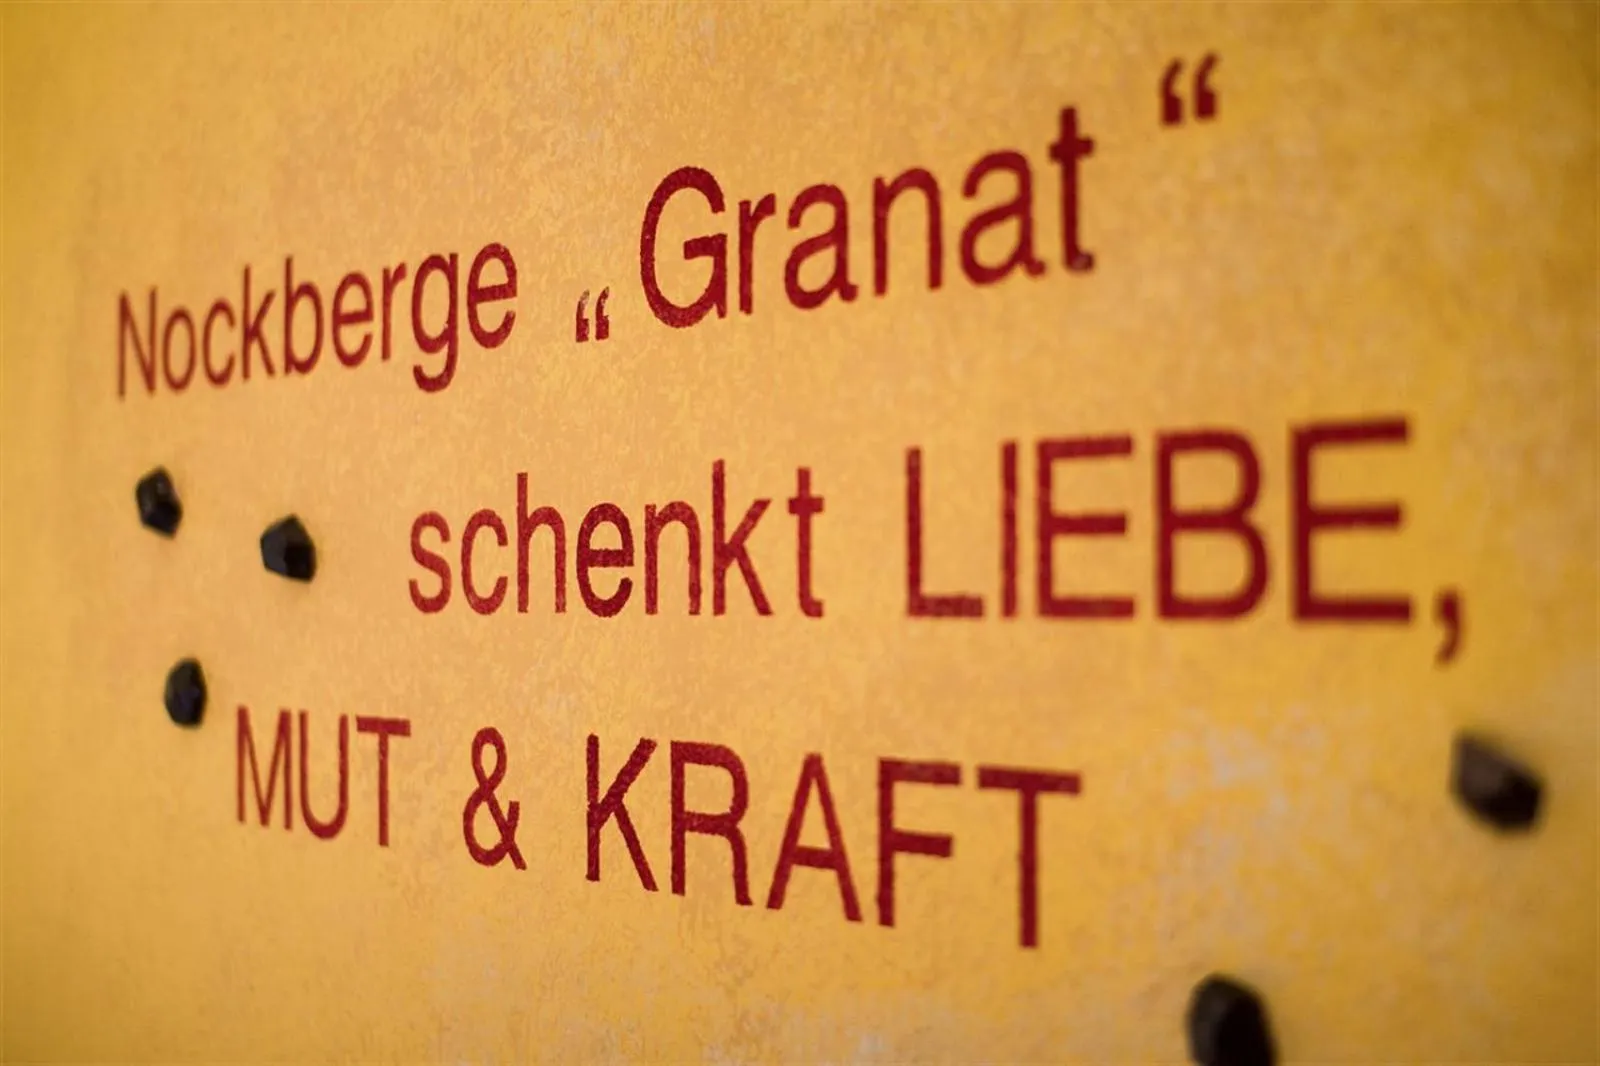 Nockberge „Granat“
schenkt LIEBE,
MUT & KRAFT